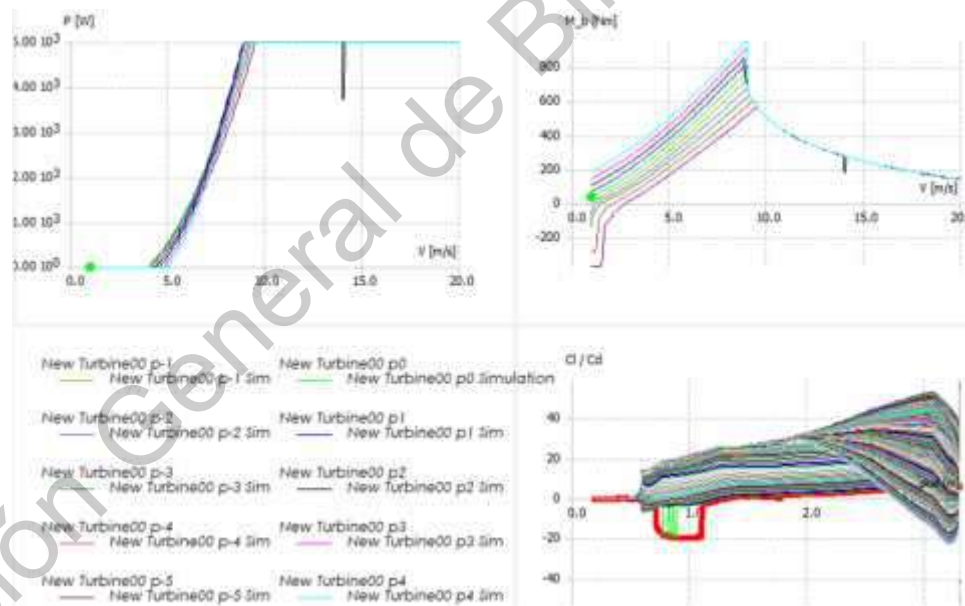 P [W]
5.00 10³
4.00 10³
3.00 10³
2.00 10³
1.00 10³
0.00 10⁰
0.0
5.0
10.0
15.0
20.0
V [m/s]
M_b [Nm]
800
600
400
200
0
-200
0.0
5.0
10.0
15.0
20
V [m/s]
New Turbine00 p-1 New Turbine00 p0
New Turbine00 p-1 Sim New Turbine00 p0 Simulation
New Turbine00 p-2 New Turbine00 p1
New Turbine00 p-2 Sim New Turbine00 p1 Sim
New Turbine00 p-3 New Turbine00 p2
New Turbine00 p-3 Sim New Turbine00 p2 Sim
New Turbine00 p-4 New Turbine00 p3
New Turbine00 p-4 Sim New Turbine00 p3 Sim
New Turbine00 p-5 New Turbine00 p4
New Turbine00 p-5 Sim New Turbine00 p4 Sim
Cl / Cd
40
20
0
-20
-40
0.0
1.0
2.0
ión General de Bi